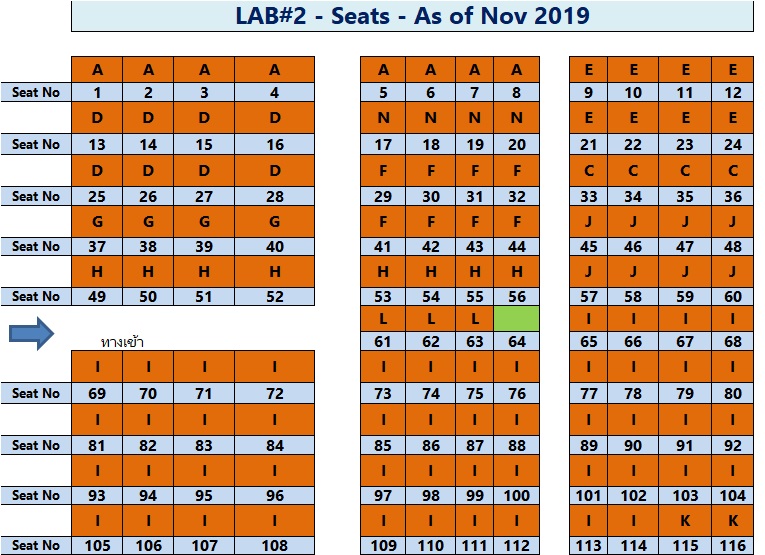 LAB#2 - Seats - As of Nov 2019
A A A A A A A A E E E E
Seat No 1 2 3 4 5 6 7 8 9 10 11 12
D D D D N N N N E E E E
Seat No 13 14 15 16 17 18 19 20 21 22 23 24
D D D D F F F F C C C C
Seat No 25 26 27 28 29 30 31 32 33 34 35 36
G G G G F F F F J J J J
Seat No 37 38 39 40 41 42 43 44 45 46 47 48
H H H H H H H H J J J J
Seat No 49 50 51 52 53 54 55 56 57 58 59 60
L L L I I I I
ทางเข้า 61 62 63 64 65 66 67 68
I I I I I I I I I I I I
Seat No 69 70 71 72 73 74 75 76 77 78 79 80
I I I I I I I I I I I I
Seat No 81 82 83 84 85 86 87 88 89 90 91 92
I I I I I I I I I I I I
Seat No 93 94 95 96 97 98 99 100 101 102 103 104
I I I I I I I I I I K K
Seat No 105 106 107 108 109 110 111 112 113 114 115 116